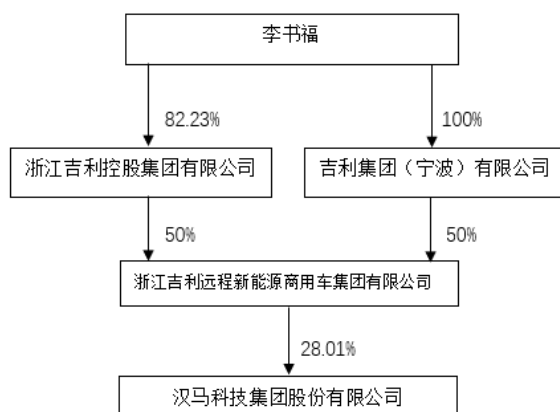 李书福
82.23%
100%
浙江吉利控股集团有限公司
吉利集团（宁波）有限公司
50%
50%
浙江吉利远程新能源商用车集团有限公司
28.01%
汉马科技集团股份有限公司